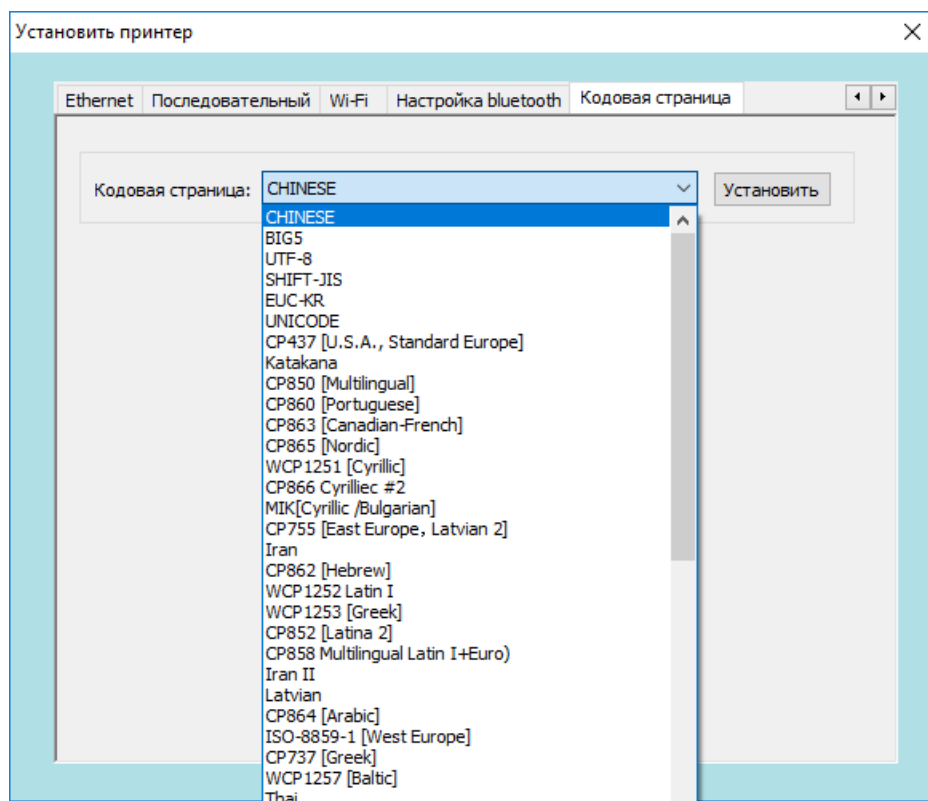 Установить принтер
Ethernet Последовательный Wi-Fi Настройка bluetooth Кодовая страница
Кодовая страница: CHINESE Установить
CHINESE
BIG5
UTF-8
SHIFT-JIS
EUC-KR
UNICODE
CP437 [U.S.A., Standard Europe]
Katakana
CP850 [Multilingual]
CP860 [Portuguese]
CP863 [Canadian-French]
CP865 [Nordic]
WCP1251 [Cyrillic]
CP866 Cyrilliec #2
MIK[Cyrillic /Bulgarian]
CP755 [East Europe, Latvian 2]
Iran
CP862 [Hebrew]
WCP1252 Latin I
WCP1253 [Greek]
CP852 [Latina 2]
CP858 Multilingual Latin I+Euro)
Iran II
Latvian
CP864 [Arabic]
ISO-8859-1 [West Europe]
CP737 [Greek]
WCP1257 [Baltic]
Thai